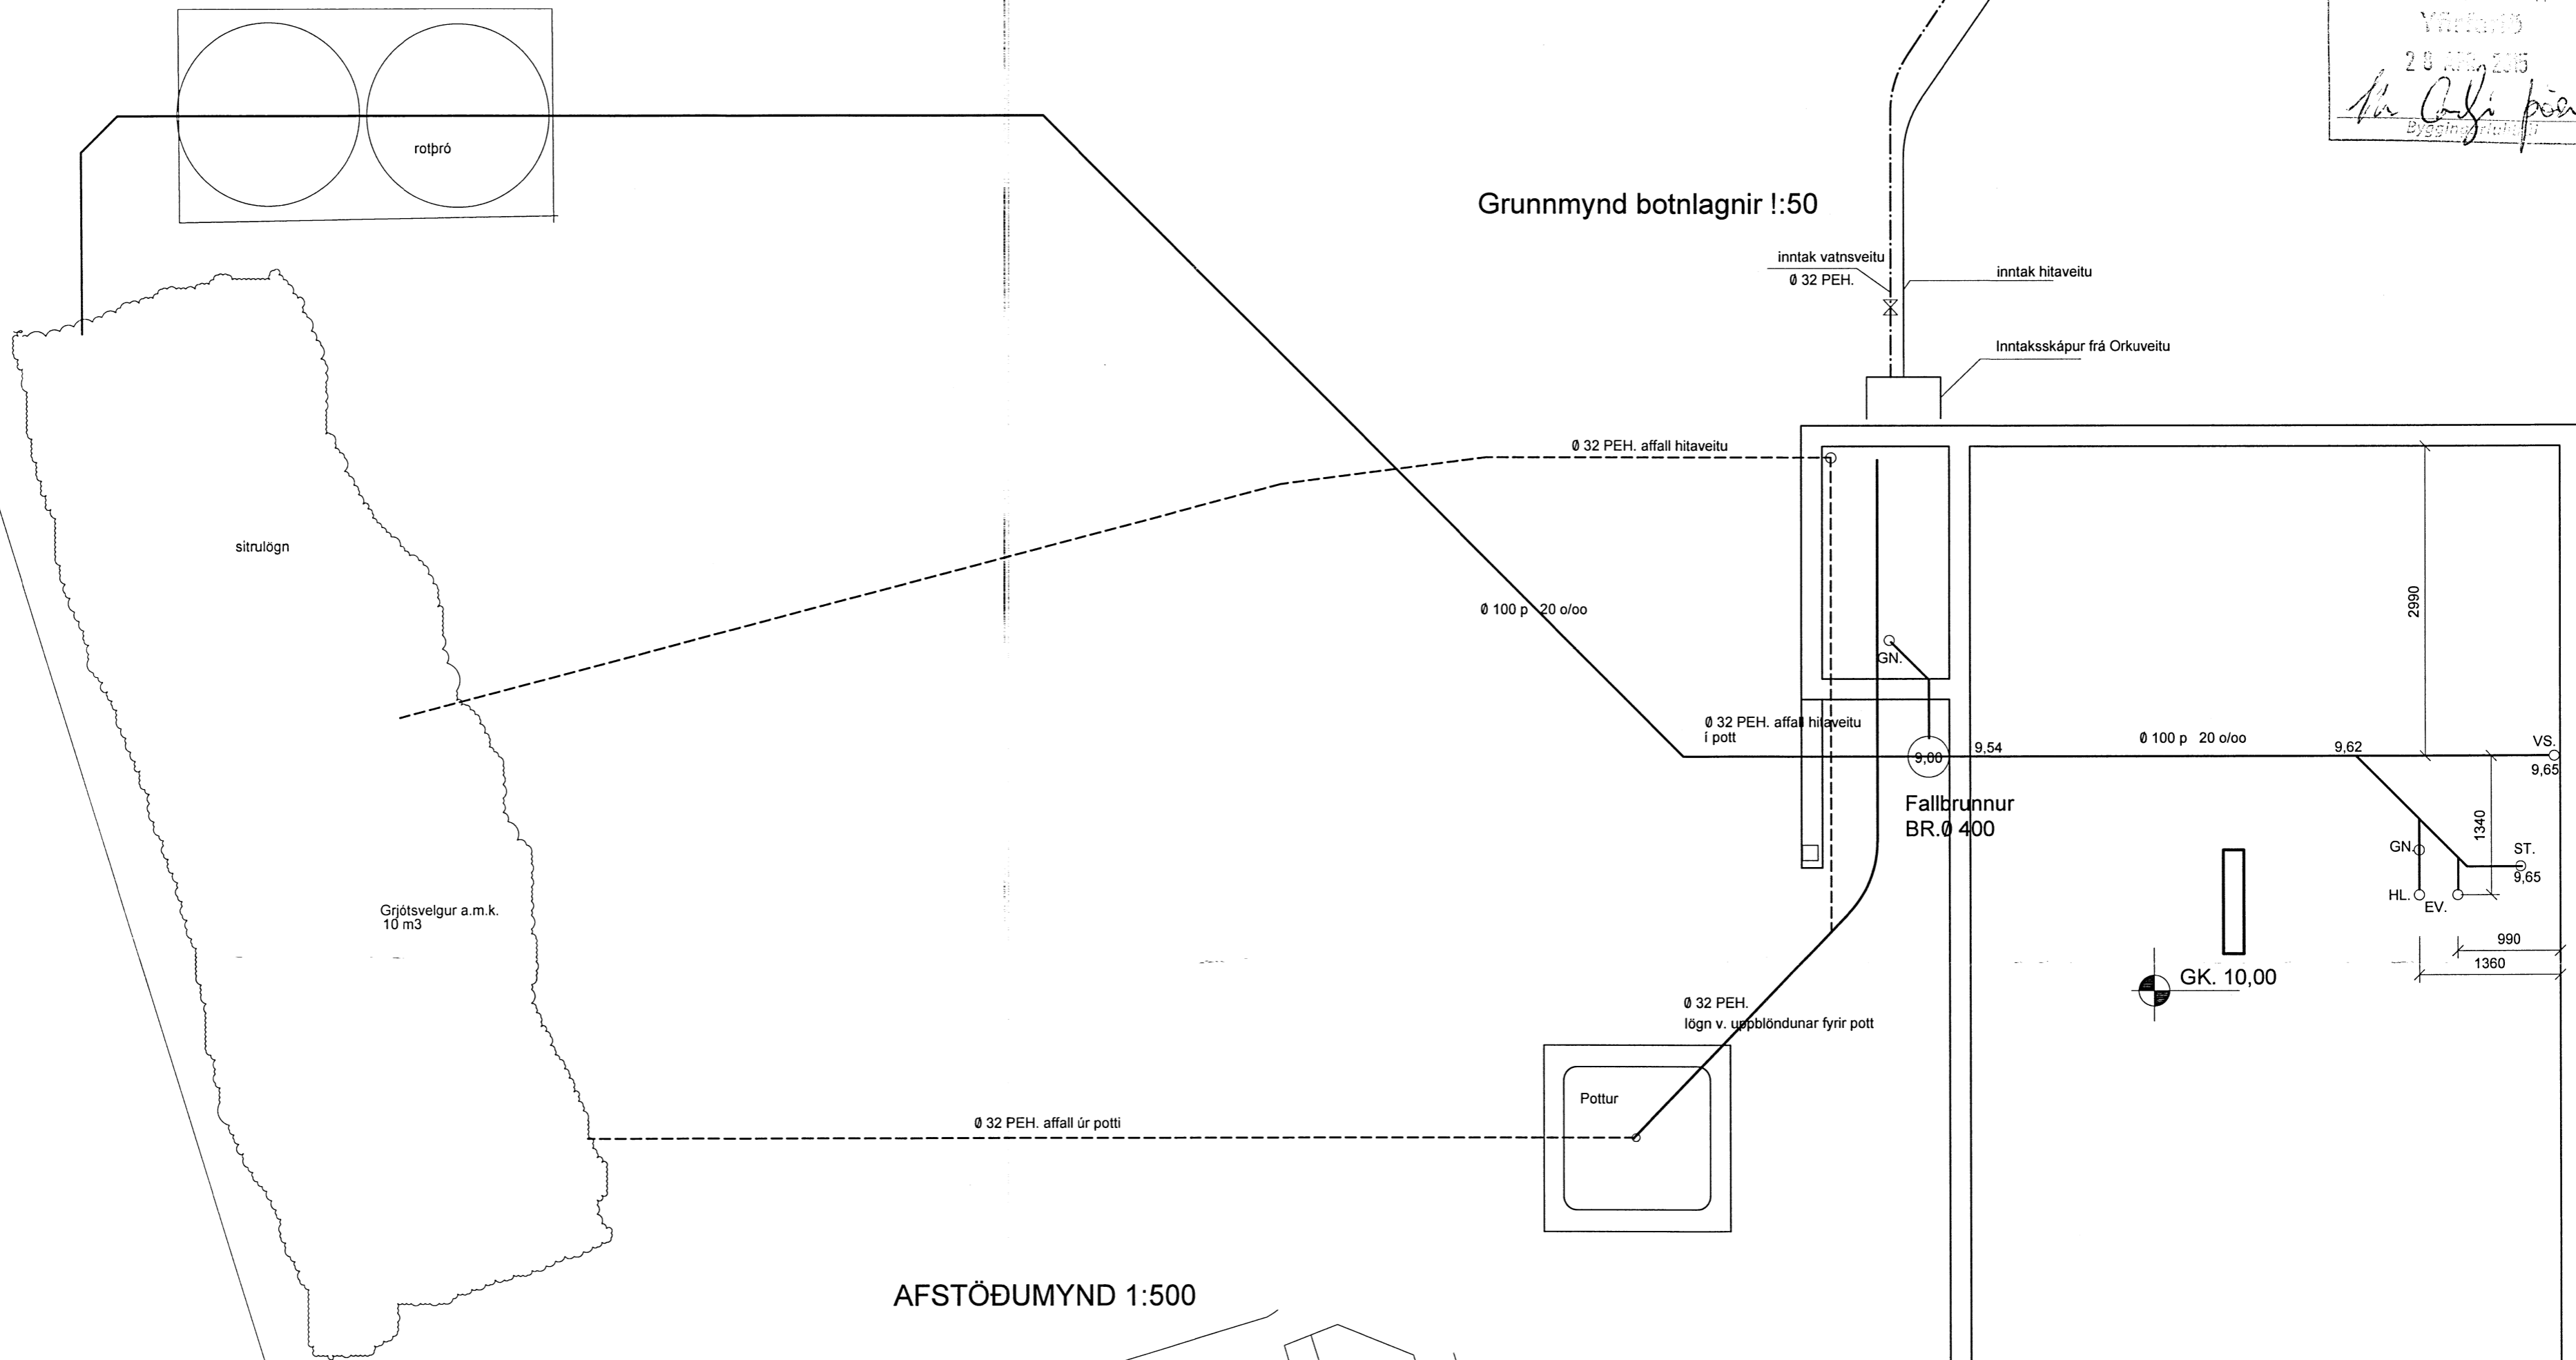 rotþró
Grunnmynd botnlagnir !:50
2015
inntak vatnsveitu
Ø 32 PEH.
inntak hitaveitu
Inntaksskápur frá Orkuveitu
Ø 32 PEH. affall hitaveitu
sitrulögn
Ø 100 p 20 o/oo
2990
GN.
Ø 32 PEH. affall hitaveitu
í pott
9,00
9,54
Ø 100 p 20 o/oo
9,62
VS.
9,65
Fallbrunnur
BR.Ø 400
1340
GN.
ST.
9,65
HL.
EV.
Grjótsvelgur a.m.k.
10 m3
990
1360
GK. 10,00
Ø 32 PEH.
lögn v. uppblöndunar fyrir pott
Pottur
Ø 32 PEH. affall úr potti
AFSTÖÐUMYND 1:500